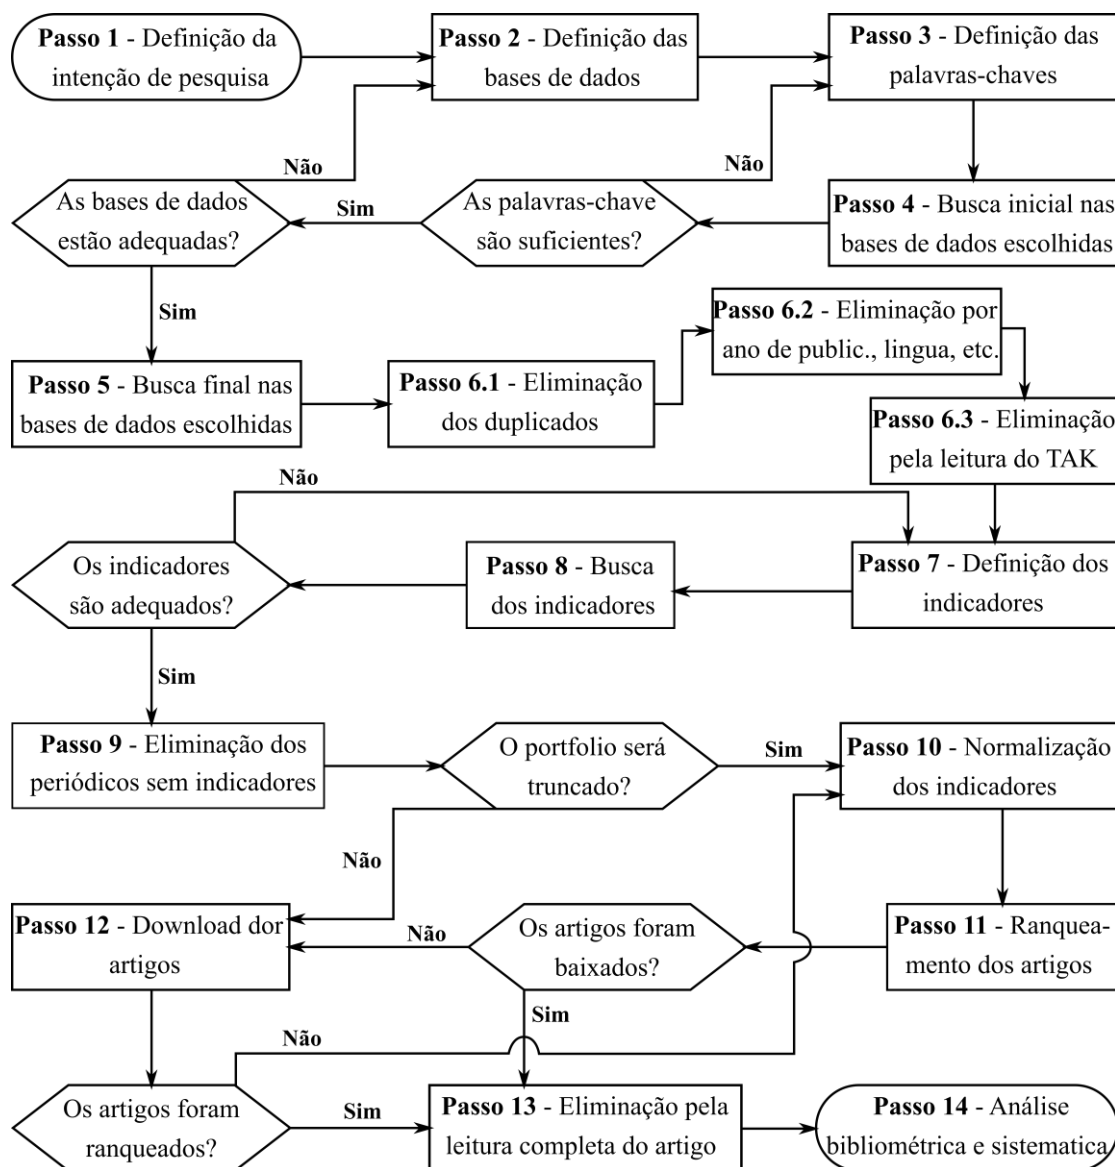 Passo 1 - Definição da
intenção de pesquisa
Passo 2 - Definição das
bases de dados
Passo 3 - Definição das
palavras-chaves
Não
Não
As bases de dados
estão adequadas?
Sim
As palavras-chave
são suficientes?
Passo 4 - Busca inicial nas
bases de dados escolhidas
Sim
Passo 5 - Busca final nas
bases de dados escolhidas
Passo 6.1 - Eliminação
dos duplicados
Passo 6.2 - Eliminação por
ano de public., lingua, etc.
Passo 6.3 - Eliminação
pela leitura do TAK
Não
Os indicadores
são adequados?
Passo 8 - Busca
dos indicadores
Passo 7 - Definição dos
indicadores
Sim
Passo 9 - Eliminação dos
periódicos sem indicadores
O portfolio será
truncado?
Sim
Passo 10 - Normalização
dos indicadores
Não
Passo 12 - Download dor
artigos
Não
Os artigos foram
baixados?
Passo 11 - Ranquea-
mento dos artigos
Sim
Não
Os artigos foram
ranqueados?
Sim
Passo 13 - Eliminação pela
leitura completa do artigo
Passo 14 - Análise
bibliométrica e sistematica